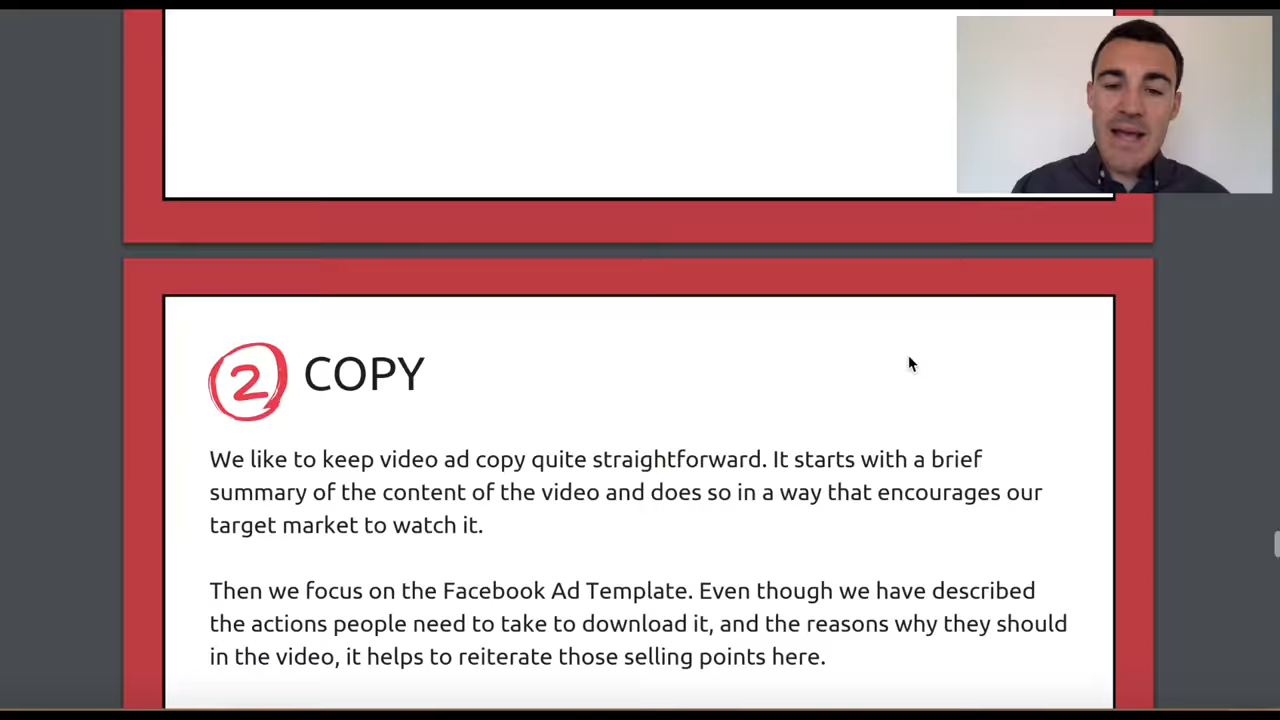 2 COPY
We like to keep video ad copy quite straightforward. It starts with a brief
summary of the content of the video and does so in a way that encourages our
target market to watch it.
Then we focus on the Facebook Ad Template. Even though we have described
the actions people need to take to download it, and the reasons why they should
in the video, it helps to reiterate those selling points here.